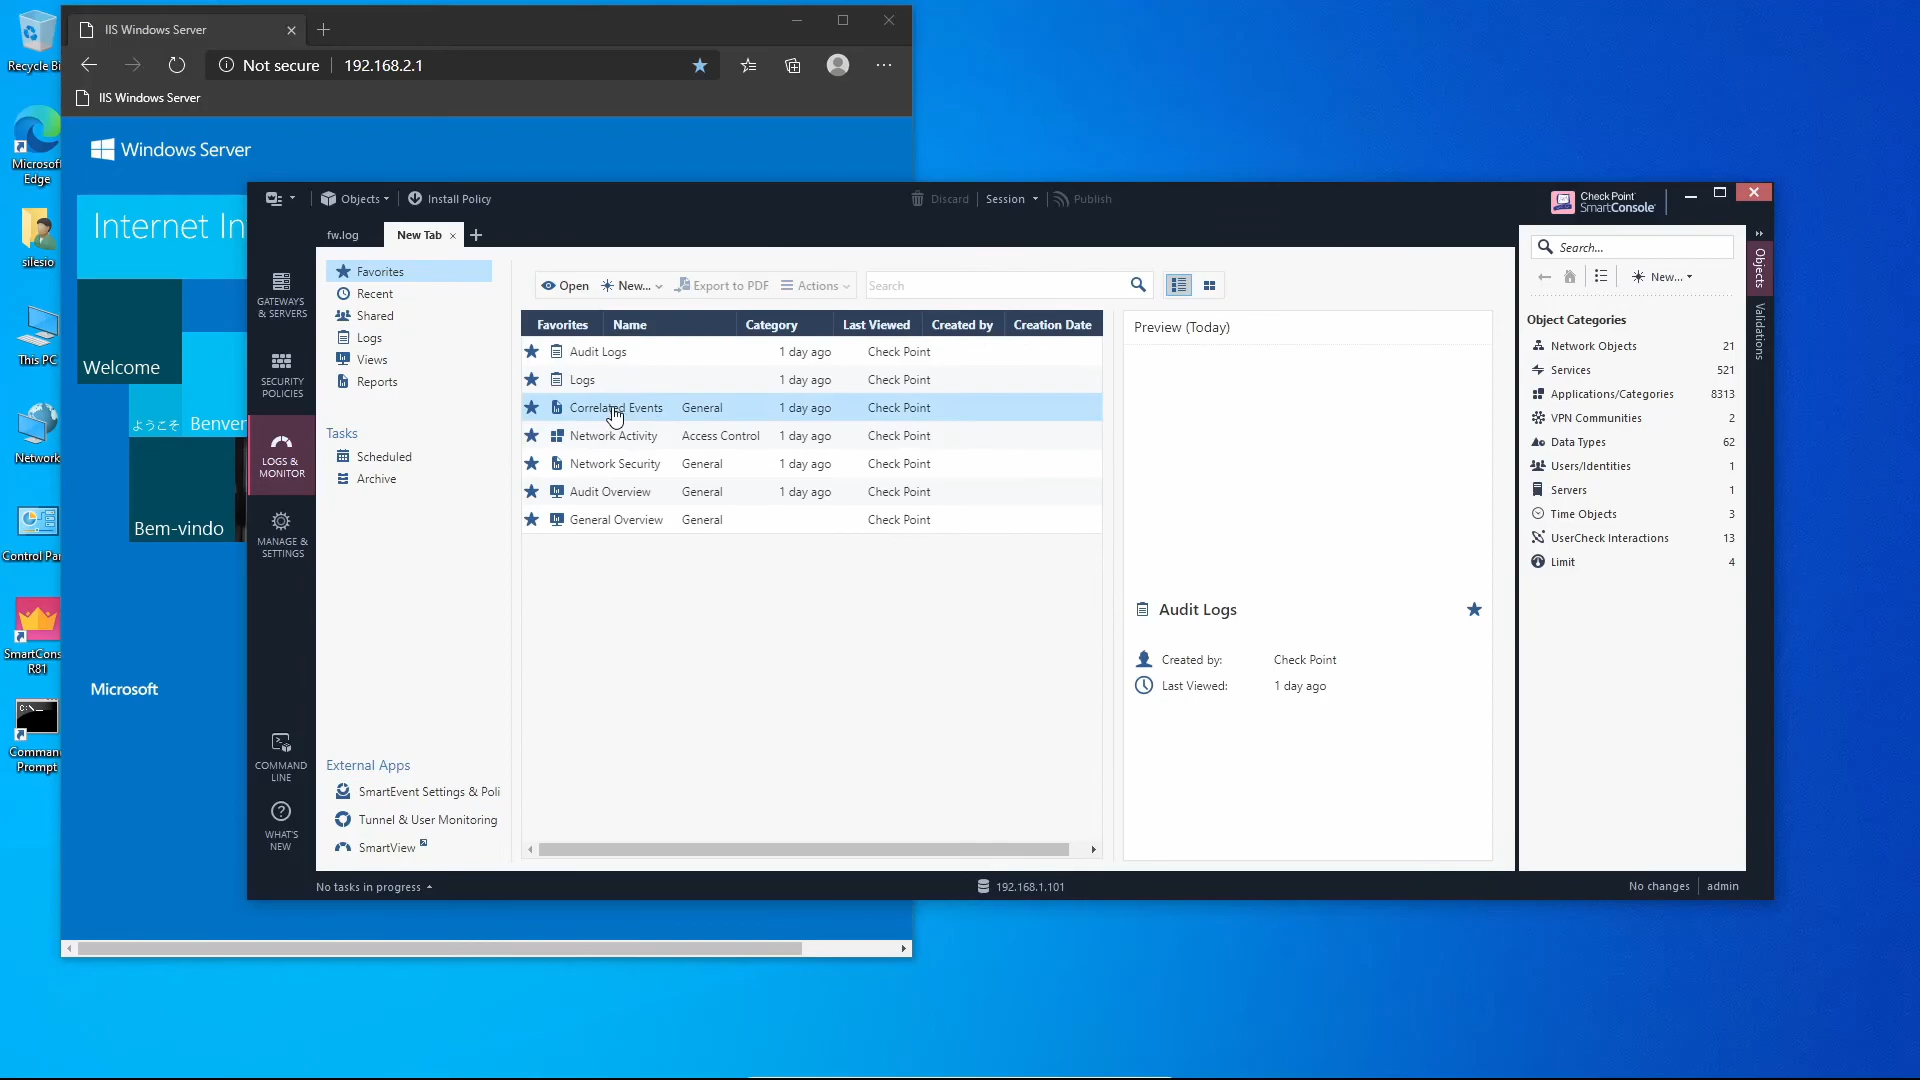 Recycle Bi
Microsoft
Edge
silesio
This PC
Network
Control Pa
SmartCons
R81
C:\_
Comman
Prompt
IIS Windows Server
Not secure
192.168.2.1
IIS Windows Server
Windows Server
Internet In
Welcome
ようこそ
Benver
Bem-vindo
Microsoft
Objects
Install Policy
Discard
Session
Publish
Check Point
SmartConsole
fw.log
New Tab
GATEWAYS
& SERVERS
SECURITY
POLICIES
LOGS &
MONITOR
MANAGE &
SETTINGS
COMMAND
LINE
WHAT'S
NEW
Favorites
Recent
Shared
Logs
Views
Reports
Tasks
Scheduled
Archive
External Apps
SmartEvent Settings & Poli
Tunnel & User Monitoring
SmartView
Open
New...
Export to PDF
Actions
Search
Favorites Name Category Last Viewed Created by Creation Date
Audit Logs 1 day ago Check Point
Logs 1 day ago Check Point
Correlated Events General 1 day ago Check Point
Network Activity Access Control 1 day ago Check Point
Network Security General 1 day ago Check Point
Audit Overview General 1 day ago Check Point
General Overview General Check Point
Preview (Today)
Audit Logs
Created by: Check Point
Last Viewed: 1 day ago
Search...
New...
Object Categories
Network Objects 21
Services 521
Applications/Categories 8313
VPN Communities 2
Data Types 62
Users/Identities 1
Servers 1
Time Objects 3
UserCheck Interactions 13
Limit 4
Objects
Validations
No tasks in progress
192.168.1.101
No changes
admin